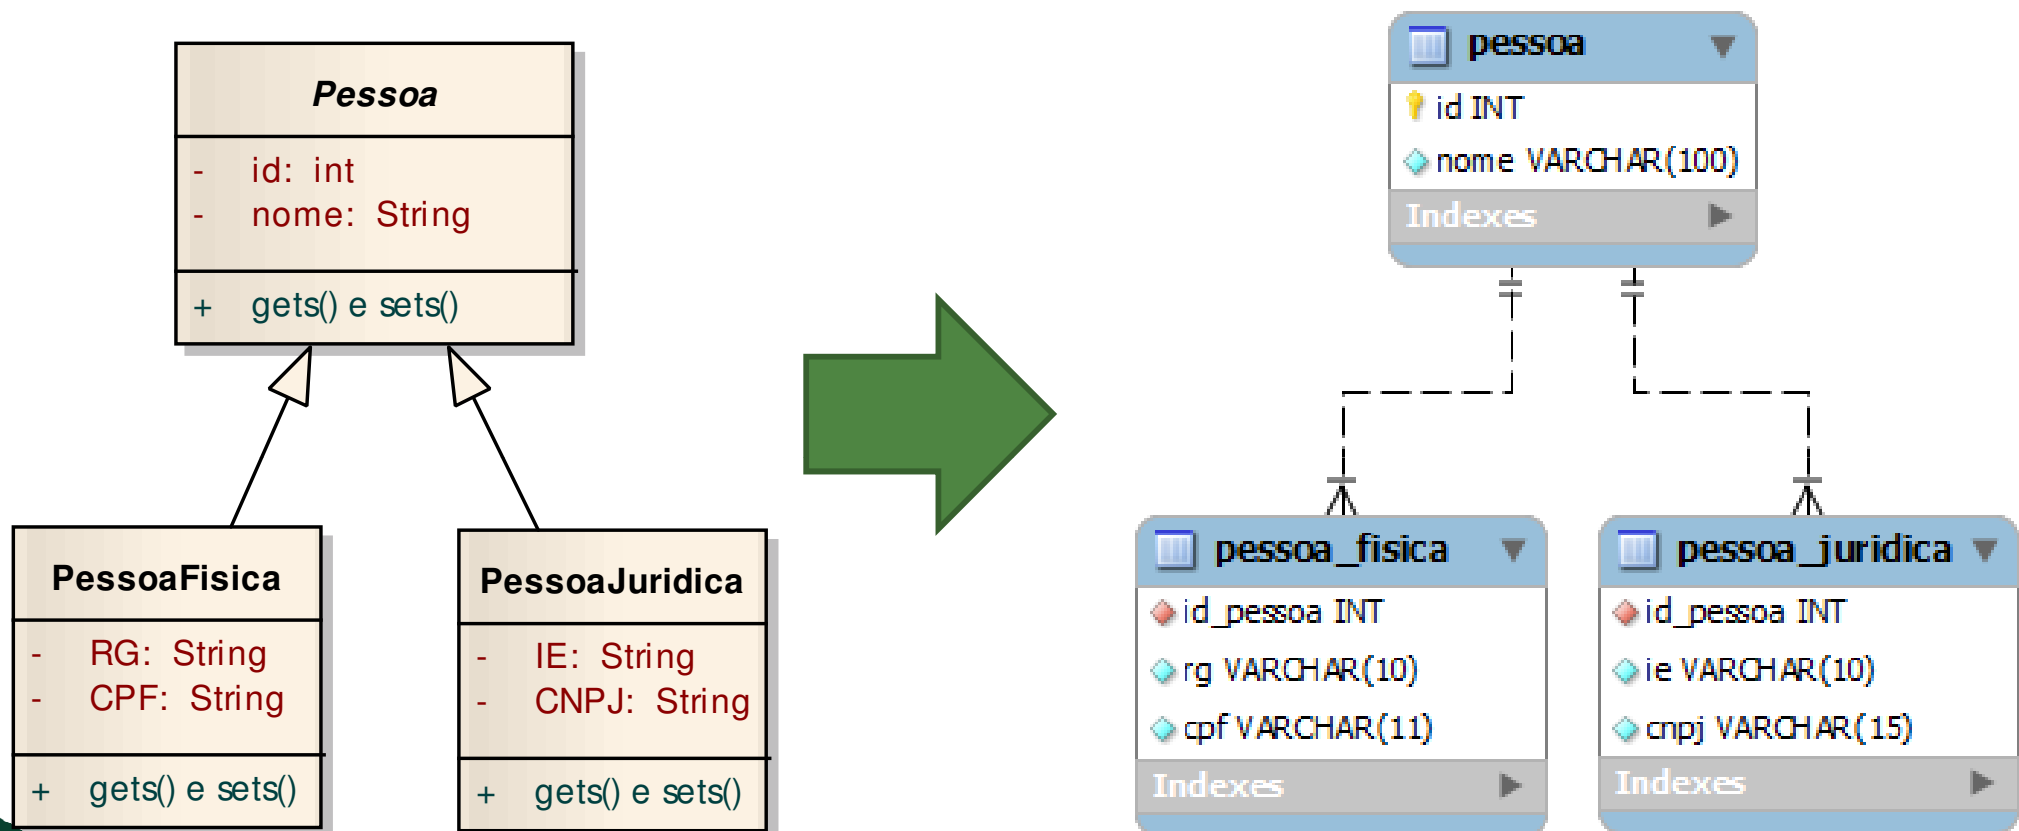 Pessoa
- id: int
- nome: String
+ gets() e sets()
PessoaFisica
- RG: String
- CPF: String
+ gets() e sets()
PessoaJuridica
- IE: String
- CNPJ: String
+ gets() e sets()
pessoa
id INT
nome VARCHAR(100)
Indexes
pessoa_fisica
id_pessoa INT
rg VARCHAR(10)
cpf VARCHAR(11)
Indexes
pessoa_juridica
id_pessoa INT
ie VARCHAR(10)
cnpj VARCHAR(15)
Indexes